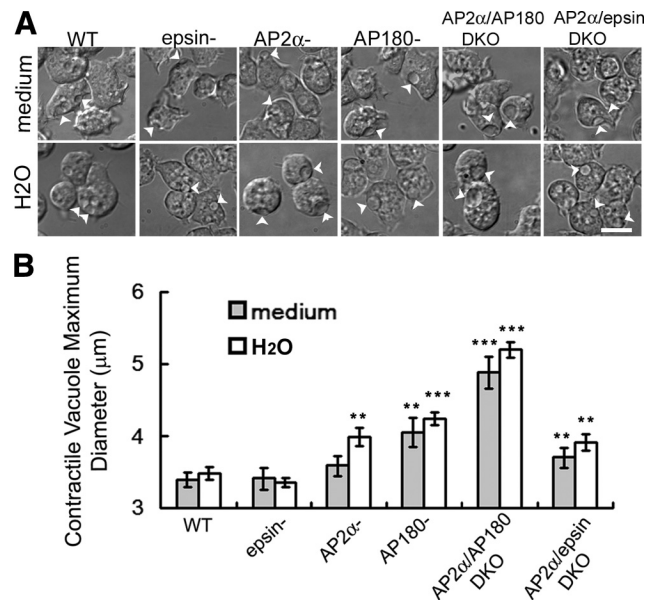 A
WT epsin- AP2α- AP180- AP2α/AP180 DKO AP2α/epsin DKO
medium
H2O
B
Contractile Vacuole Maximum
Diameter (µm)
6
5
4
3
medium
H2O
**
** ***
*** ***
** **
WT epsin- AP2α- AP180- AP2α/AP180 DKO AP2α/epsin DKO